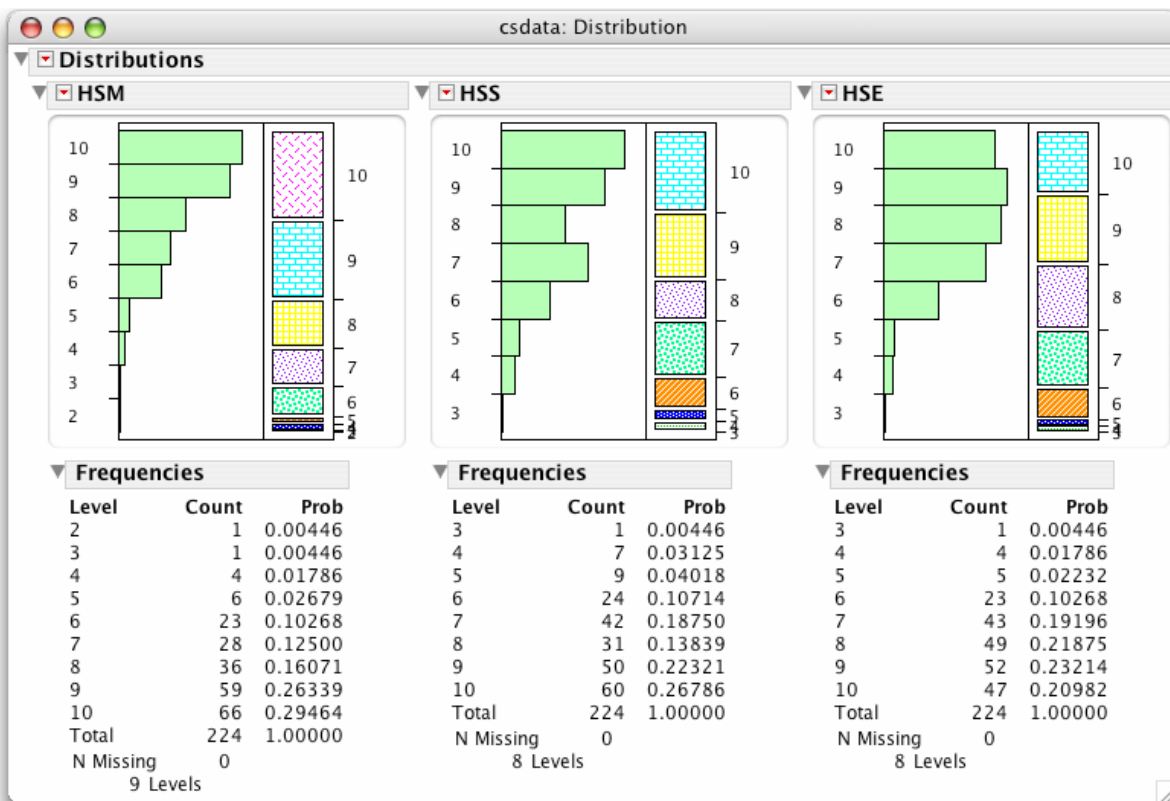 csdata: Distribution
Distributions
HSM
10
9
8
7
6
5
4
3
2
10
9
8
7
6
5
4
2
Frequencies
Level Count Prob
2 1 0.00446
3 1 0.00446
4 4 0.01786
5 6 0.02679
6 23 0.10268
7 28 0.12500
8 36 0.16071
9 59 0.26339
10 66 0.29464
Total 224 1.00000
N Missing 0
9 Levels
HSS
10
9
8
7
6
5
4
3
10
9
8
7
6
5
4
3
Frequencies
Level Count Prob
3 1 0.00446
4 7 0.03125
5 9 0.04018
6 24 0.10714
7 42 0.18750
8 31 0.13839
9 50 0.22321
10 60 0.26786
Total 224 1.00000
N Missing 0
8 Levels
HSE
10
9
8
7
6
5
4
3
10
9
8
7
6
5
4
3
Frequencies
Level Count Prob
3 1 0.00446
4 4 0.01786
5 5 0.02232
6 23 0.10268
7 43 0.19196
8 49 0.21875
9 52 0.23214
10 47 0.20982
Total 224 1.00000
N Missing 0
8 Levels